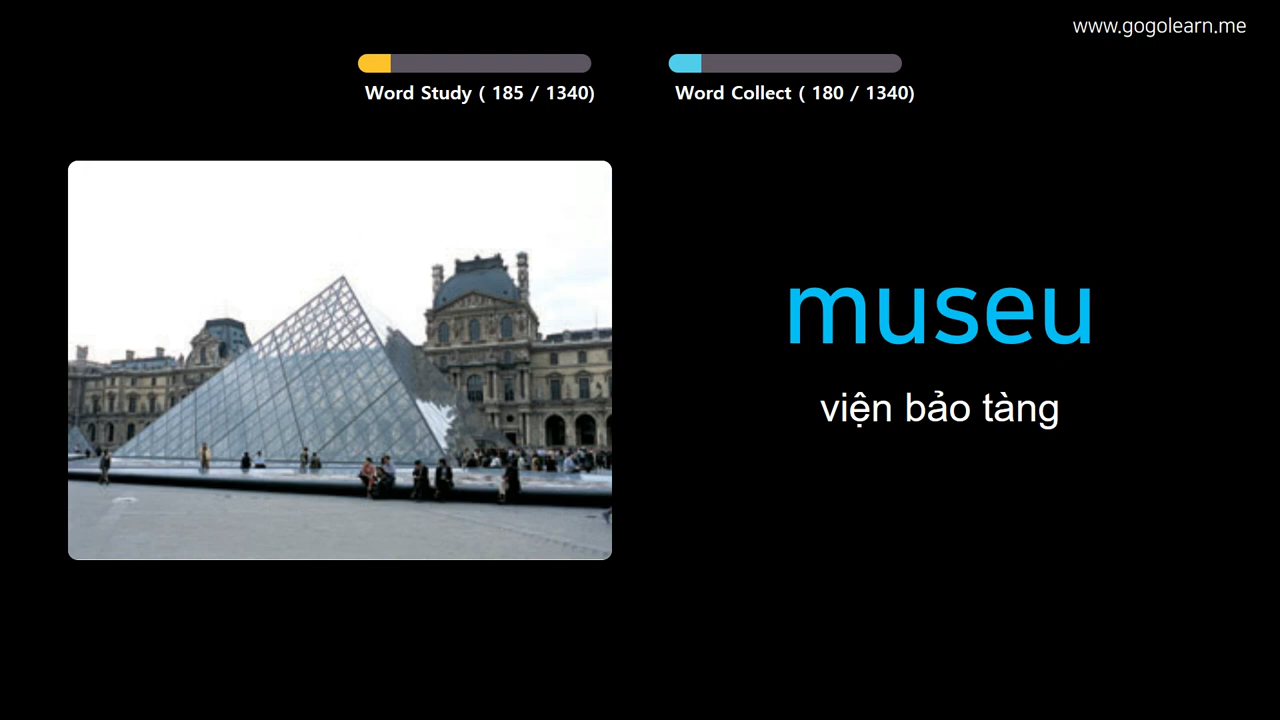 www.gogolearn.me
Word Study ( 185 / 1340)
Word Collect ( 180 / 1340)
museu
viện bảo tàng